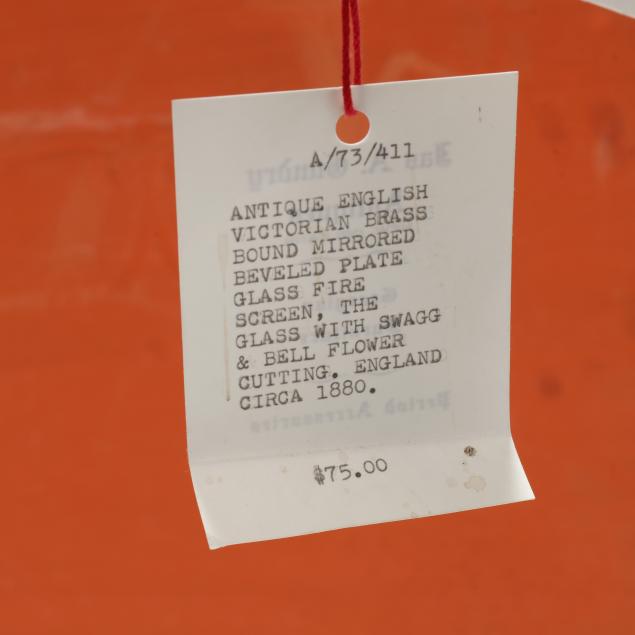 A/73/411
ANTIQUE ENGLISH
VICTORIAN BRASS
BOUND MIRRORED
BEVELED PLATE
GLASS FIRE
SCREEN, THE
GLASS WITH SWAGG
& BELL FLOWER
CUTTING. ENGLAND
CIRCA 1880.
$75.00